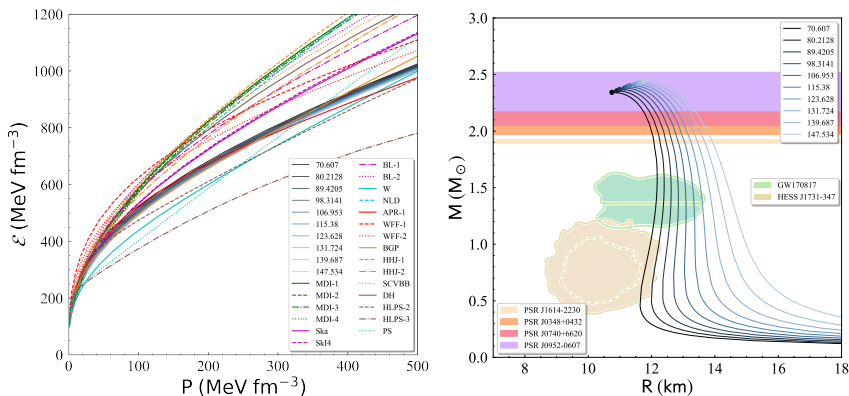 1200
1000
800
600
400
200
0
0
100
200
300
400
500
ℰ (MeV fm⁻³)
P (MeV fm⁻³)
70.607
80.2128
89.4205
98.3141
106.953
115.38
123.628
131.724
139.687
147.534
MDI-1
MDI-2
MDI-3
MDI-4
Ska
SkI4
BL-1
BL-2
W
NLD
APR-1
WFF-1
WFF-2
BGP
HHJ-1
HHJ-2
SCVBB
DH
HLPS-2
HLPS-3
PS
3.0
2.5
2.0
1.5
1.0
0.5
0.0
8
10
12
14
16
18
M (M⊙)
R (km)
70.607
80.2128
89.4205
98.3141
106.953
115.38
123.628
131.724
139.687
147.534
GW170817
HESS J1731-347
PSR J1614-2230
PSR J0348+0432
PSR J0740+6620
PSR J0952-0607